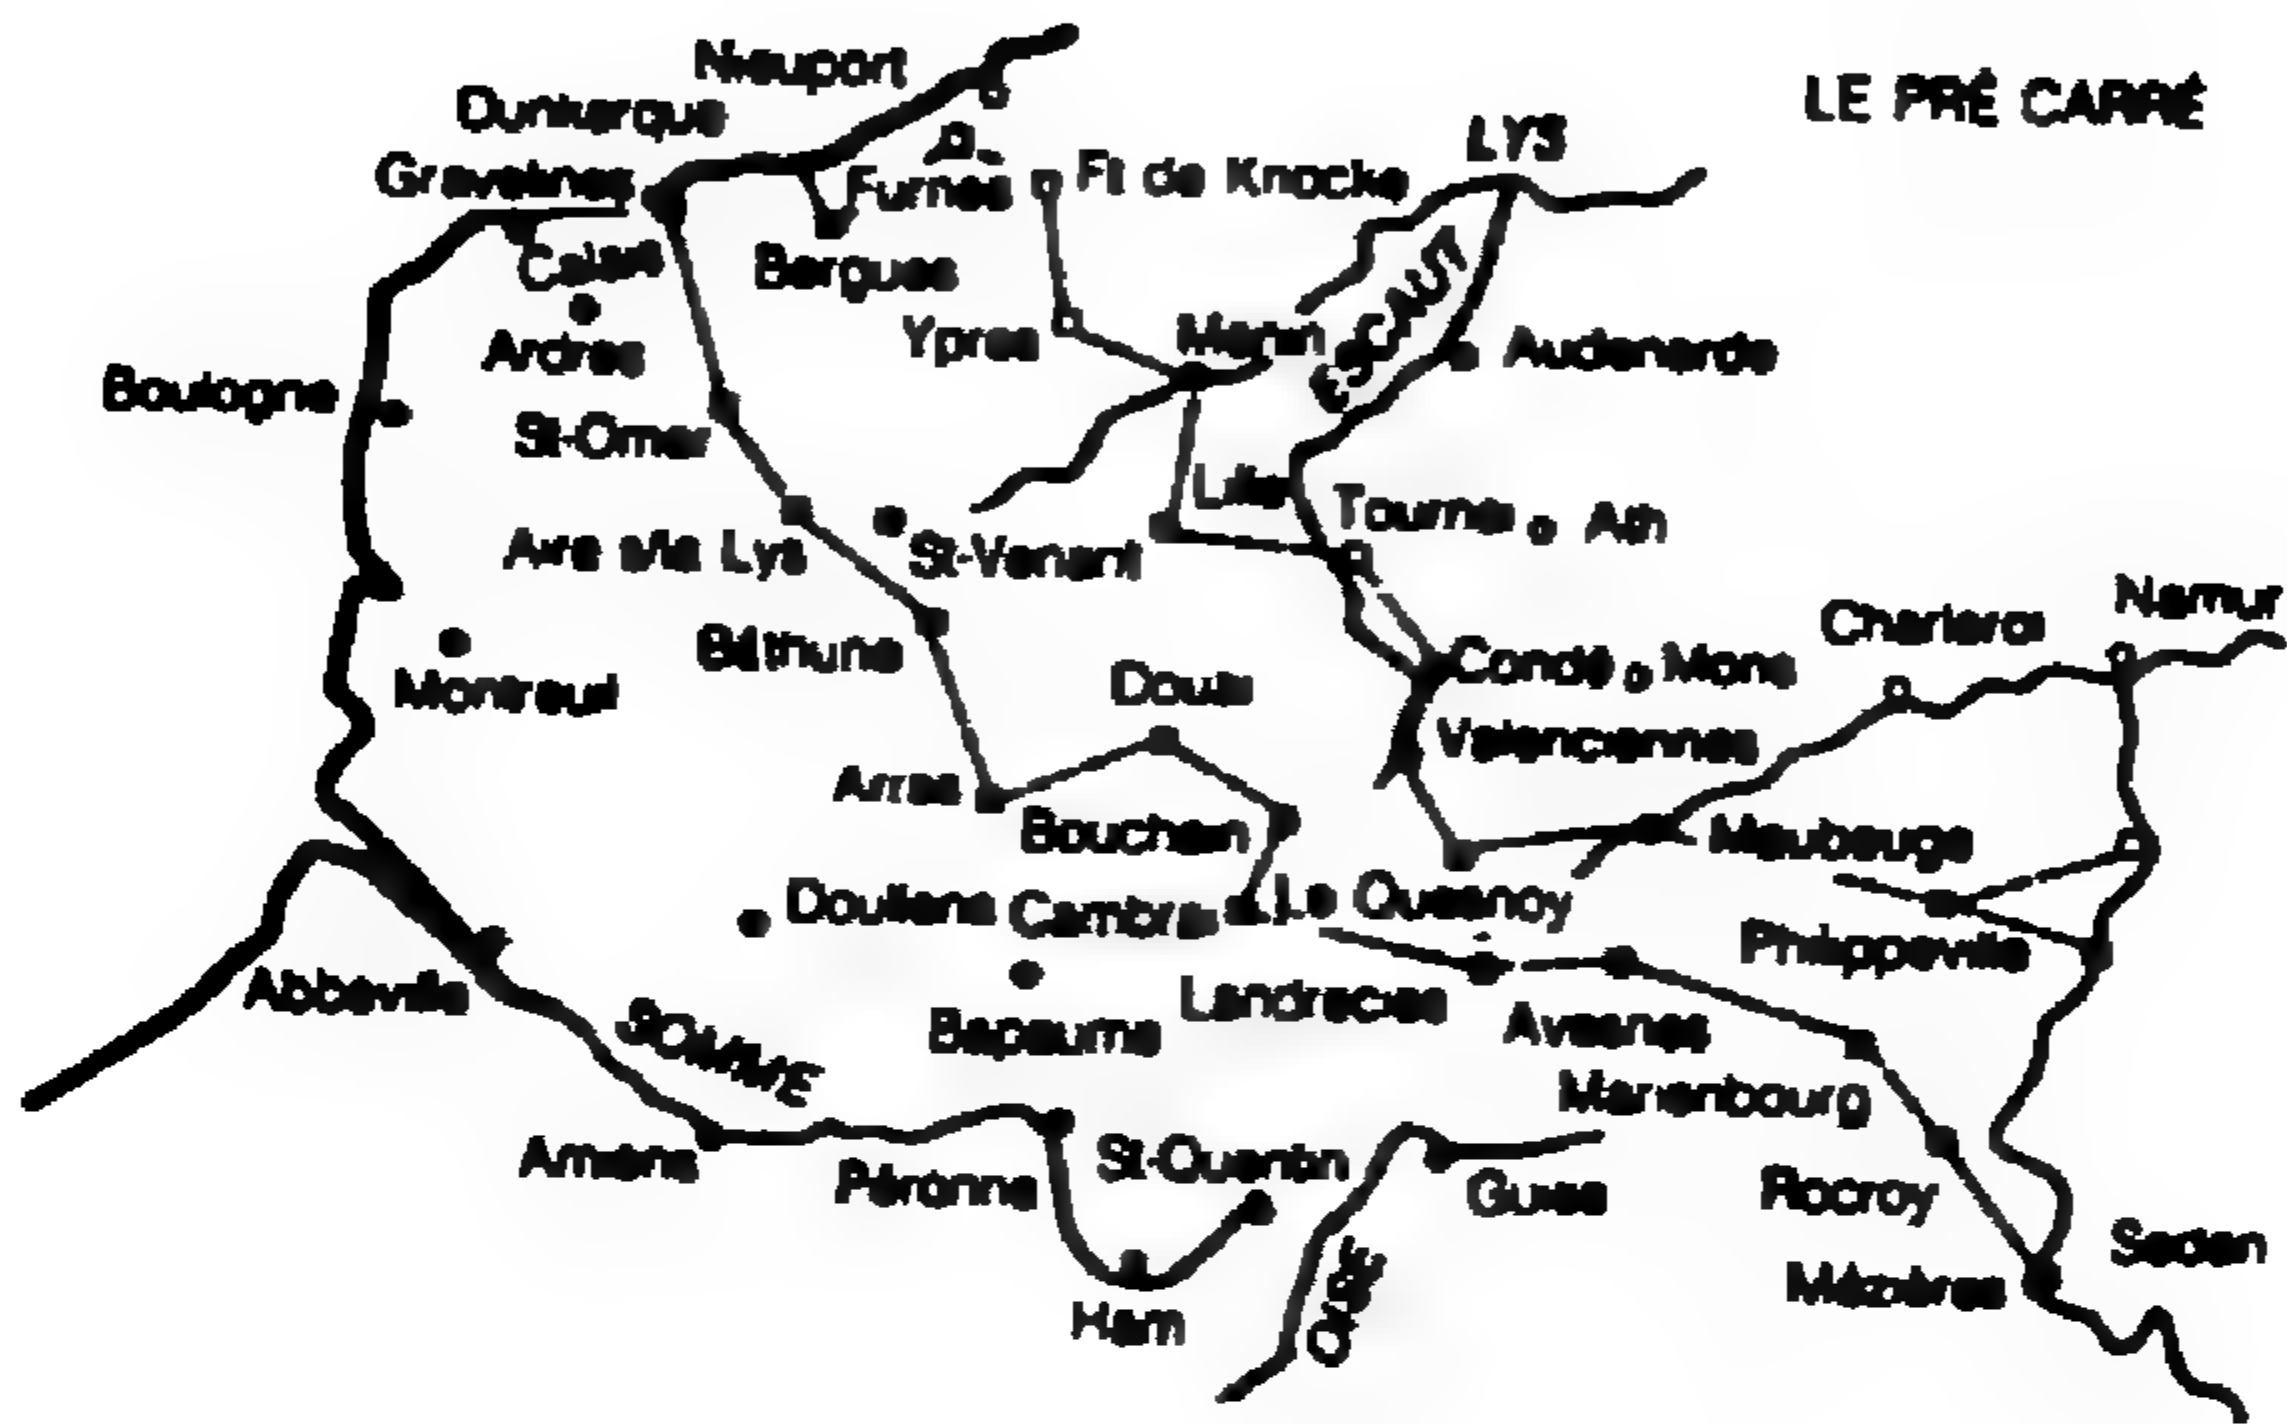 Nieuport
LE PRÉ CARRÉ
Dunkerque
LYS
Gravelines
Furnes
Ft de Knocke
Calais
Bergues
ESCAUT
Ardres
Ypres
Menin
Audenarde
Boulogne
St-Omer
Lille
Tournai
Ath
Aire s/la Lys
St-Venant
Namur
Charleroi
Béthune
Condé
Mons
Montreuil
Douai
Valenciennes
Arras
Bouchain
Maubeuge
Doullens
Cambrai
Le Quesnoy
Philippeville
Abbeville
Landrecies
SOMME
Bapaume
Avesnes
Marienbourg
Amiens
Péronne
St-Quentin
Guise
Rocroy
Sedan
Mézières
OISE
Ham